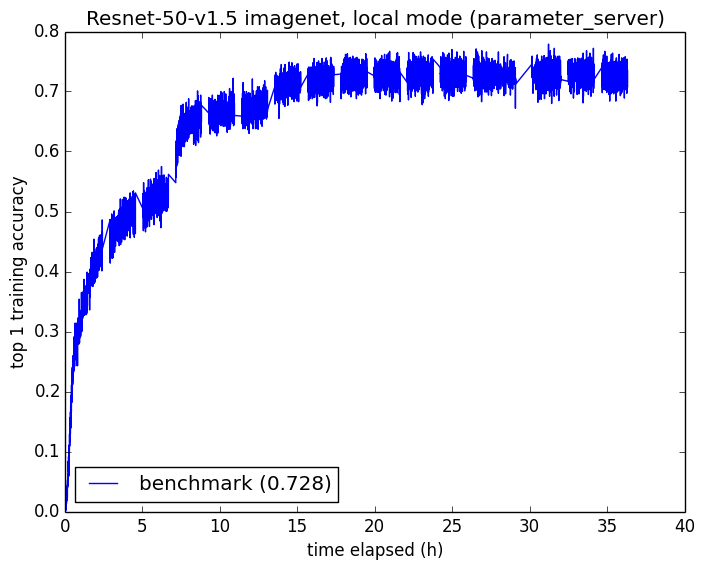 Resnet-50-v1.5 imagenet, local mode (parameter_server)
0.8
0.7
0.6
0.5
0.4
0.3
0.2
0.1
0.0
top 1 training accuracy
benchmark (0.728)
0 5 10 15 20 25 30 35 40
time elapsed (h)